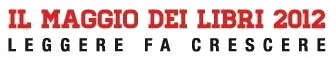 IL MAGGIO DEI LIBRI 2012
LEGGERE FA CRESCERE